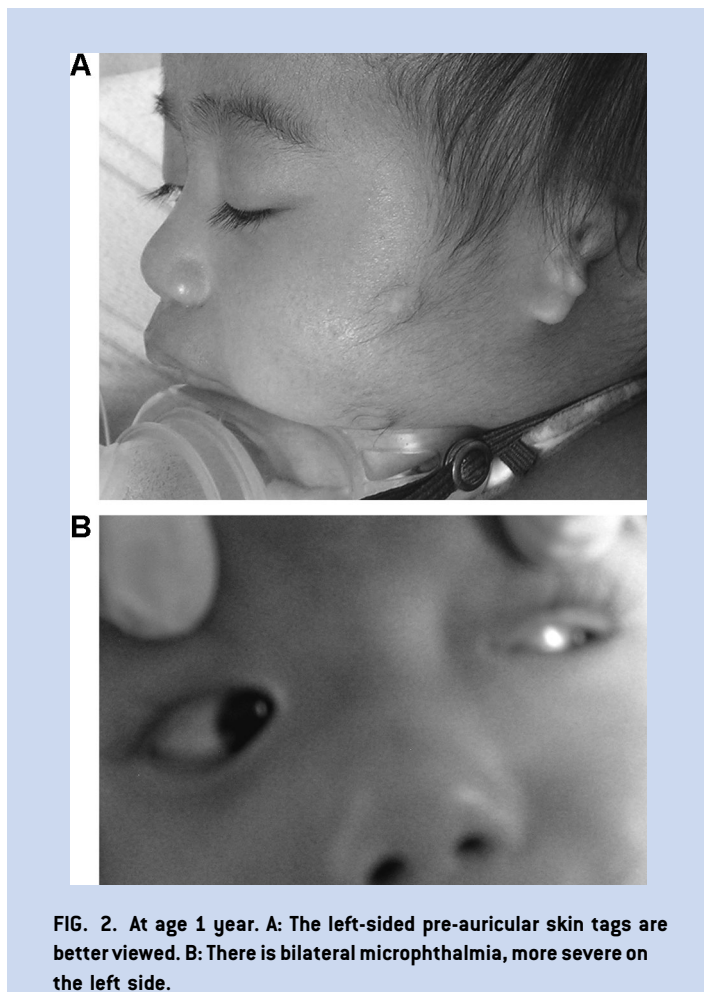 A
B
FIG. 2. At age 1 year. A: The left-sided pre-auricular skin tags are
better viewed. B: There is bilateral microphthalmia, more severe on
the left side.